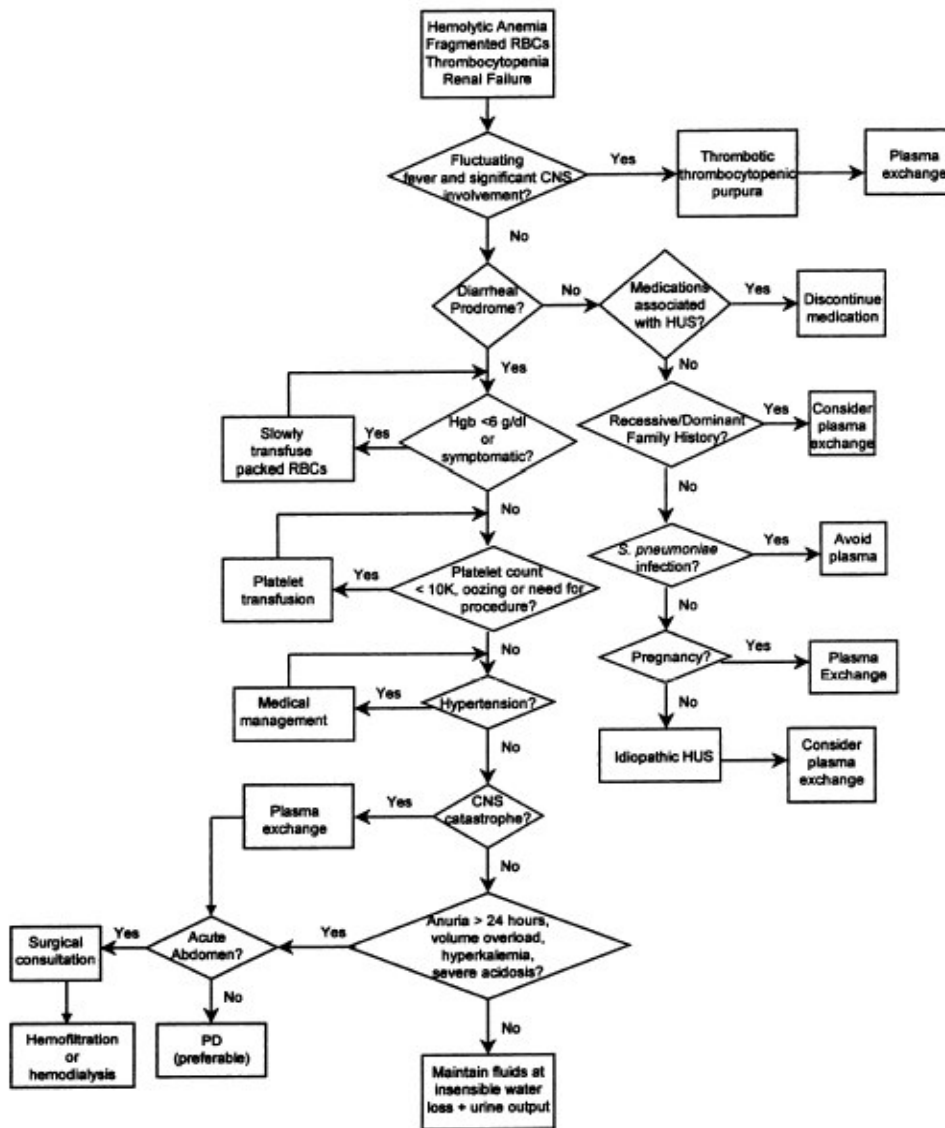 Hemolytic Anemia
Fragmented RBCs
Thrombocytopenia
Renal Failure
Fluctuating
fever and significant CNS
involvement?
Yes
Thrombotic
thrombocytopenic
purpura
Plasma
exchange
No
Diarrheal
Prodrome?
No
Medications
associated
with HUS?
Yes
Discontinue
medication
Yes
No
Slowly
transfuse
packed RBCs
Yes
Hgb <6 g/dl
or
symptomatic?
Recessive/Dominant
Family History?
Yes
Consider
plasma
exchange
No
No
Platelet
transfusion
Yes
Platelet count
< 10K, oozing or need for
procedure?
S. pneumoniae
infection?
Yes
Avoid
plasma
No
No
Medical
management
Yes
Hypertension?
Pregnancy?
Yes
Plasma
Exchange
No
No
Idiopathic HUS
Consider
plasma
exchange
Plasma
exchange
Yes
CNS
catastrophe?
No
Surgical
consultation
Yes
Acute
Abdomen?
Yes
Anuria > 24 hours,
volume overload,
hyperkalemia,
severe acidosis?
No
No
Hemofiltration
or
hemodialysis
PD
(preferable)
Maintain fluids at
insensible water
loss + urine output